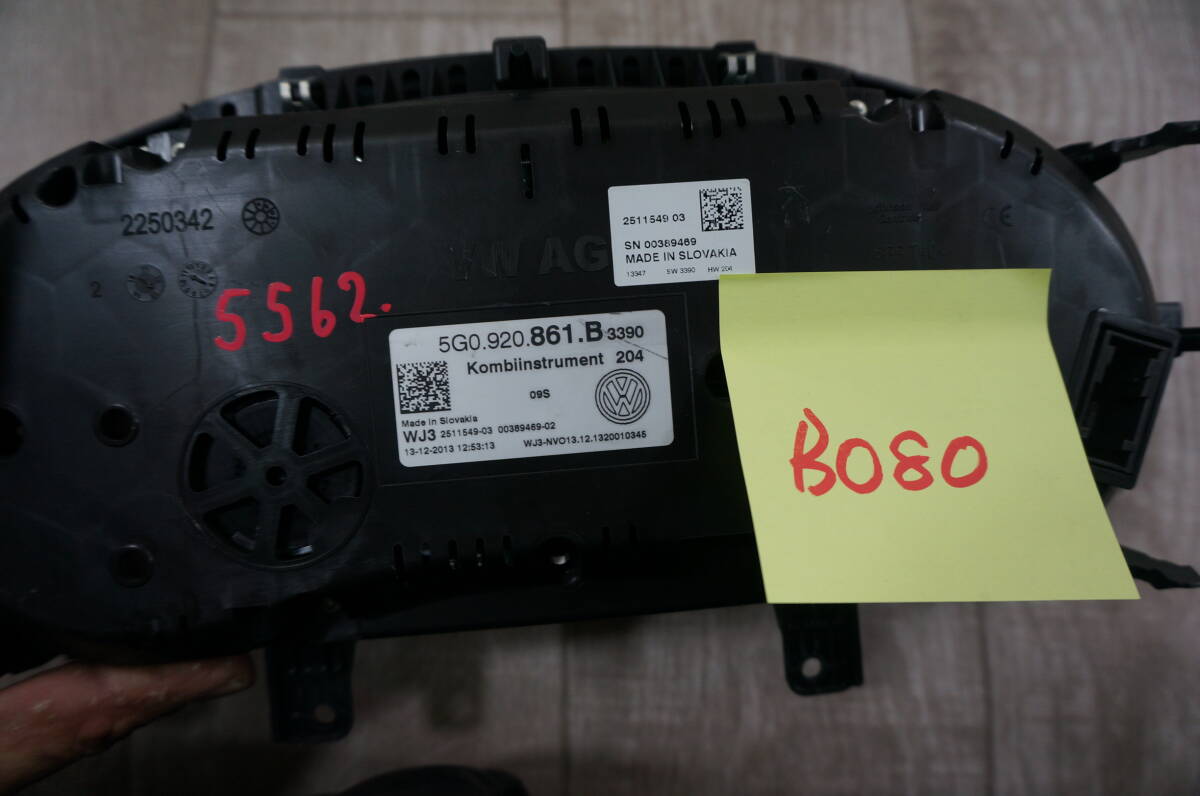 2250342
2511549 03
SN 00389469
MADE IN SLOVAKIA
13347 SW 3390 HW 204
VW AG
2
5562.
5G0.920.861.B 3390
Kombiinstrument 204
09S
Made in Slovakia
WJ3 2511549-03 00389469-02
13-12-2013 12:53:13 WJ3-NVO13.12.1320010345
B080